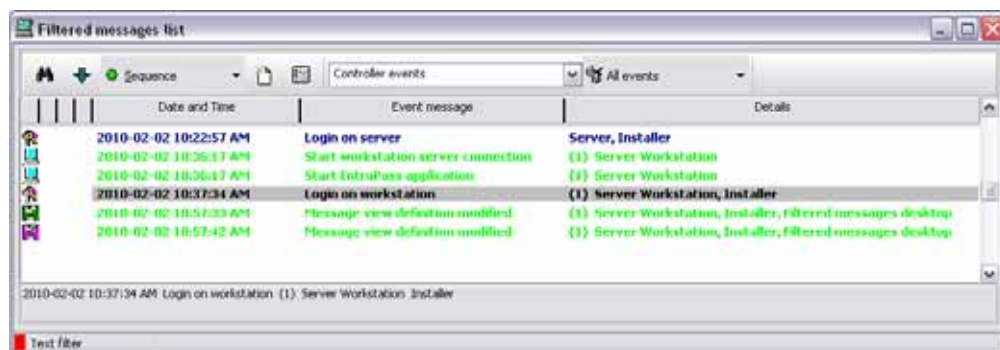 Filtered messages list
Sequence Controller events All events
Date and Time Event message Details
2010-02-02 10:22:57 AM Login on server Server, Installer
2010-02-02 10:36:17 AM Start workstation server connection (1) Server Workstation
2010-02-02 10:36:17 AM Start EntraPass application (1) Server Workstation
2010-02-02 10:37:34 AM Login on workstation (1) Server Workstation, Installer
2010-02-02 10:57:33 AM Message view definition modified (1) Server Workstation, Installer, Filtered messages desktop
2010-02-02 10:57:42 AM Message view definition modified (1) Server Workstation, Installer, Filtered messages desktop
2010-02-02 10:37:34 AM Login on workstation (1) Server Workstation Installer
Text filter